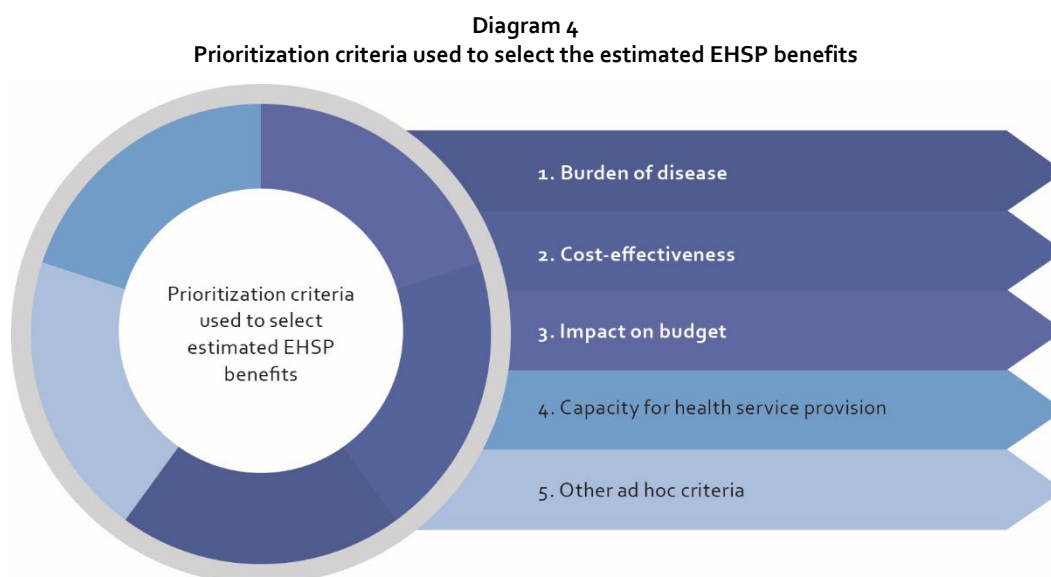 Diagram 4
Prioritization criteria used to select the estimated EHSP benefits
Prioritization criteria
used to select
estimated EHSP
benefits
1. Burden of disease
2. Cost-effectiveness
3. Impact on budget
4. Capacity for health service provision
5. Other ad hoc criteria